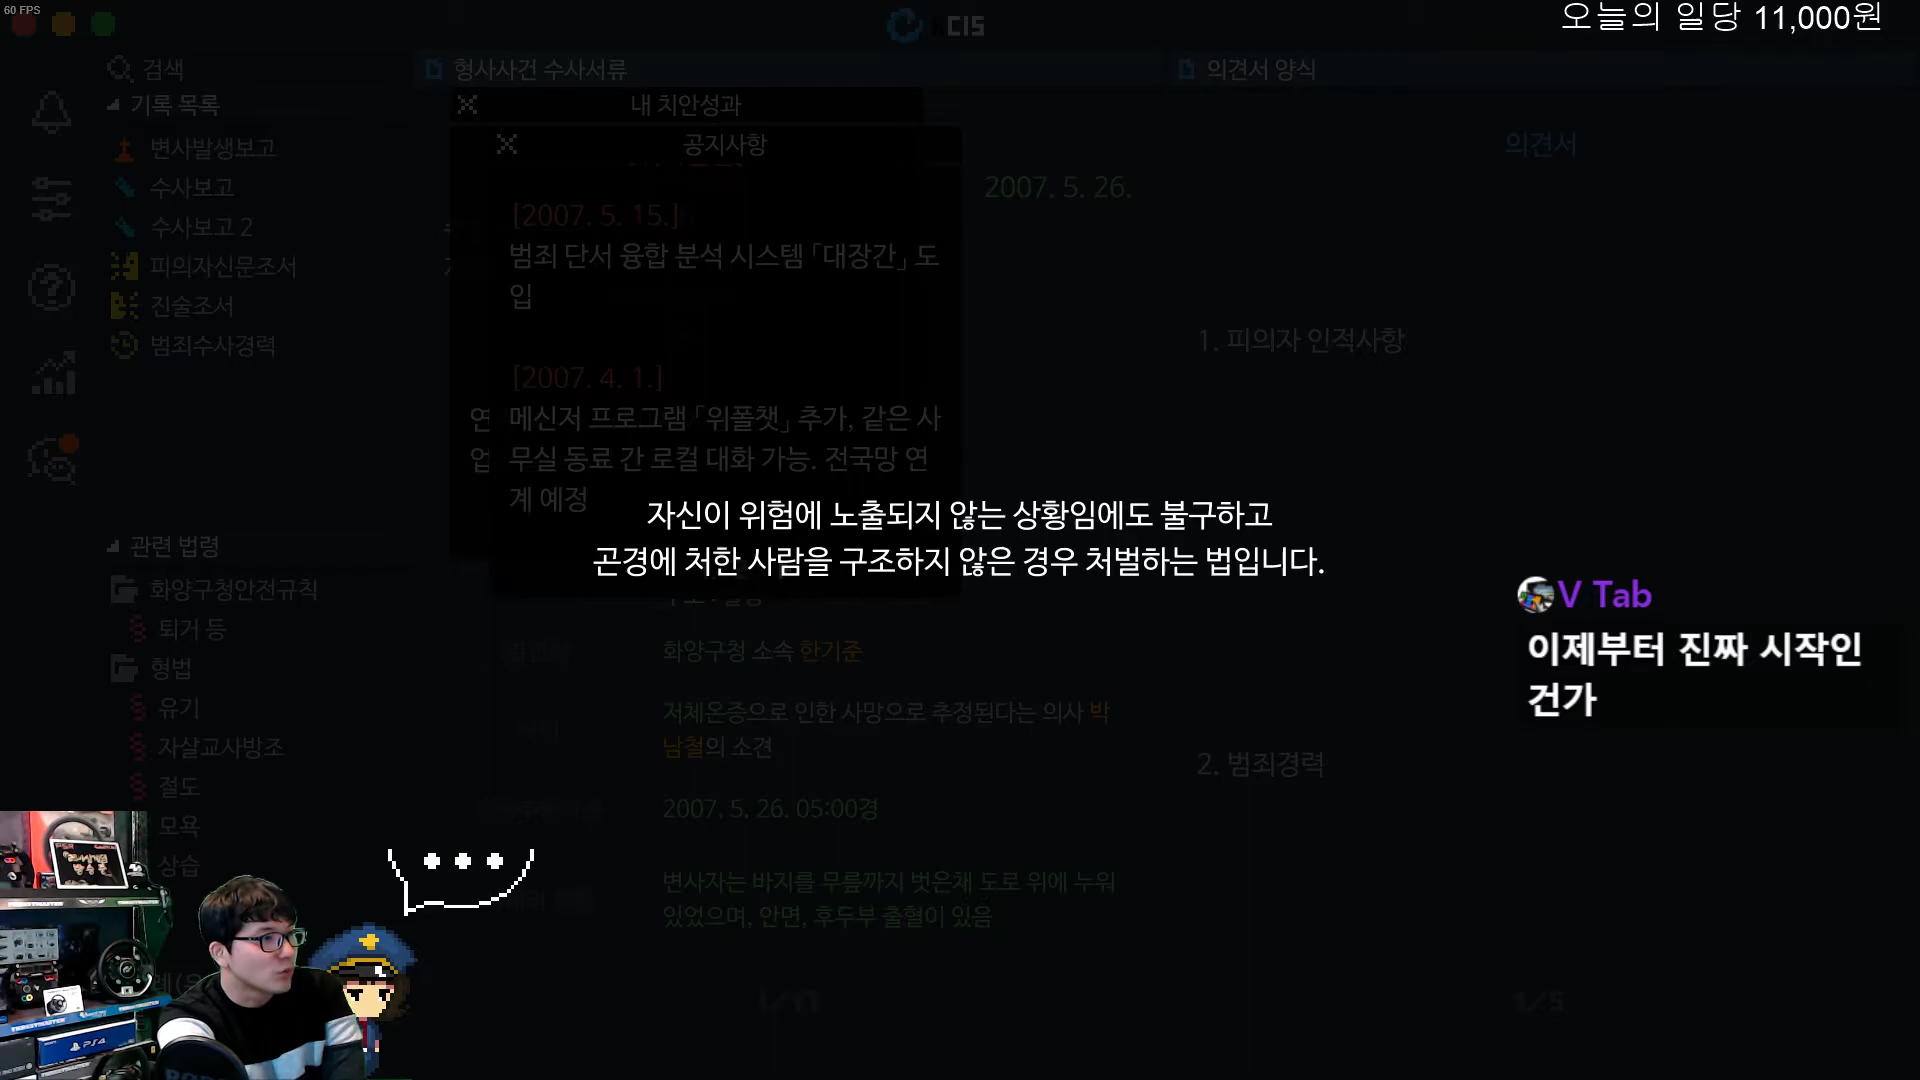 60 FPS
오늘의 일당 11,000원
CIS
검색
형사사건 수사서류
의견서 양식
기록 목록
내 치안성과
공지사항
변사발생보고
의견서
수사보고
2007. 5. 26.
[2007. 5. 15.]
수사보고 2
범죄 단서 융합 분석 시스템 「대장간」 도
입
피의자신문조서
진술조서
범죄수사경력
1. 피의자 인적사항
[2007. 4. 1.]
연
메신저 프로그램 「위폴챗」 추가, 같은 사
업
무실 동료 간 로컬 대화 가능. 전국망 연
계 예정
자신이 위험에 노출되지 않는 상황임에도 불구하고
곤경에 처한 사람을 구조하지 않은 경우 처벌하는 법입니다.
관련 법령
화양구청안전규칙
V Tab
퇴거 등
이제부터 진짜 시작인
건가
화양구청 소속 한기준
형법
유기
저체온증으로 인한 사망으로 추정된다는 의사 박
남철의 소견
자살교사방조
2. 범죄경력
절도
2007. 5. 26. 05:00경
모욕
상습
변사자는 바지를 무릎까지 벗은채 도로 위에 누워
있었으며, 안면, 후두부 출혈이 있음
1/5
PS4